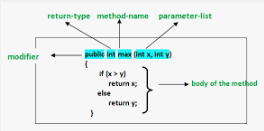 return-type method-name parameter-list
modifier
public int max (int x, int y)
{
if (x > y)
return x;
else
return y;
}
body of the method